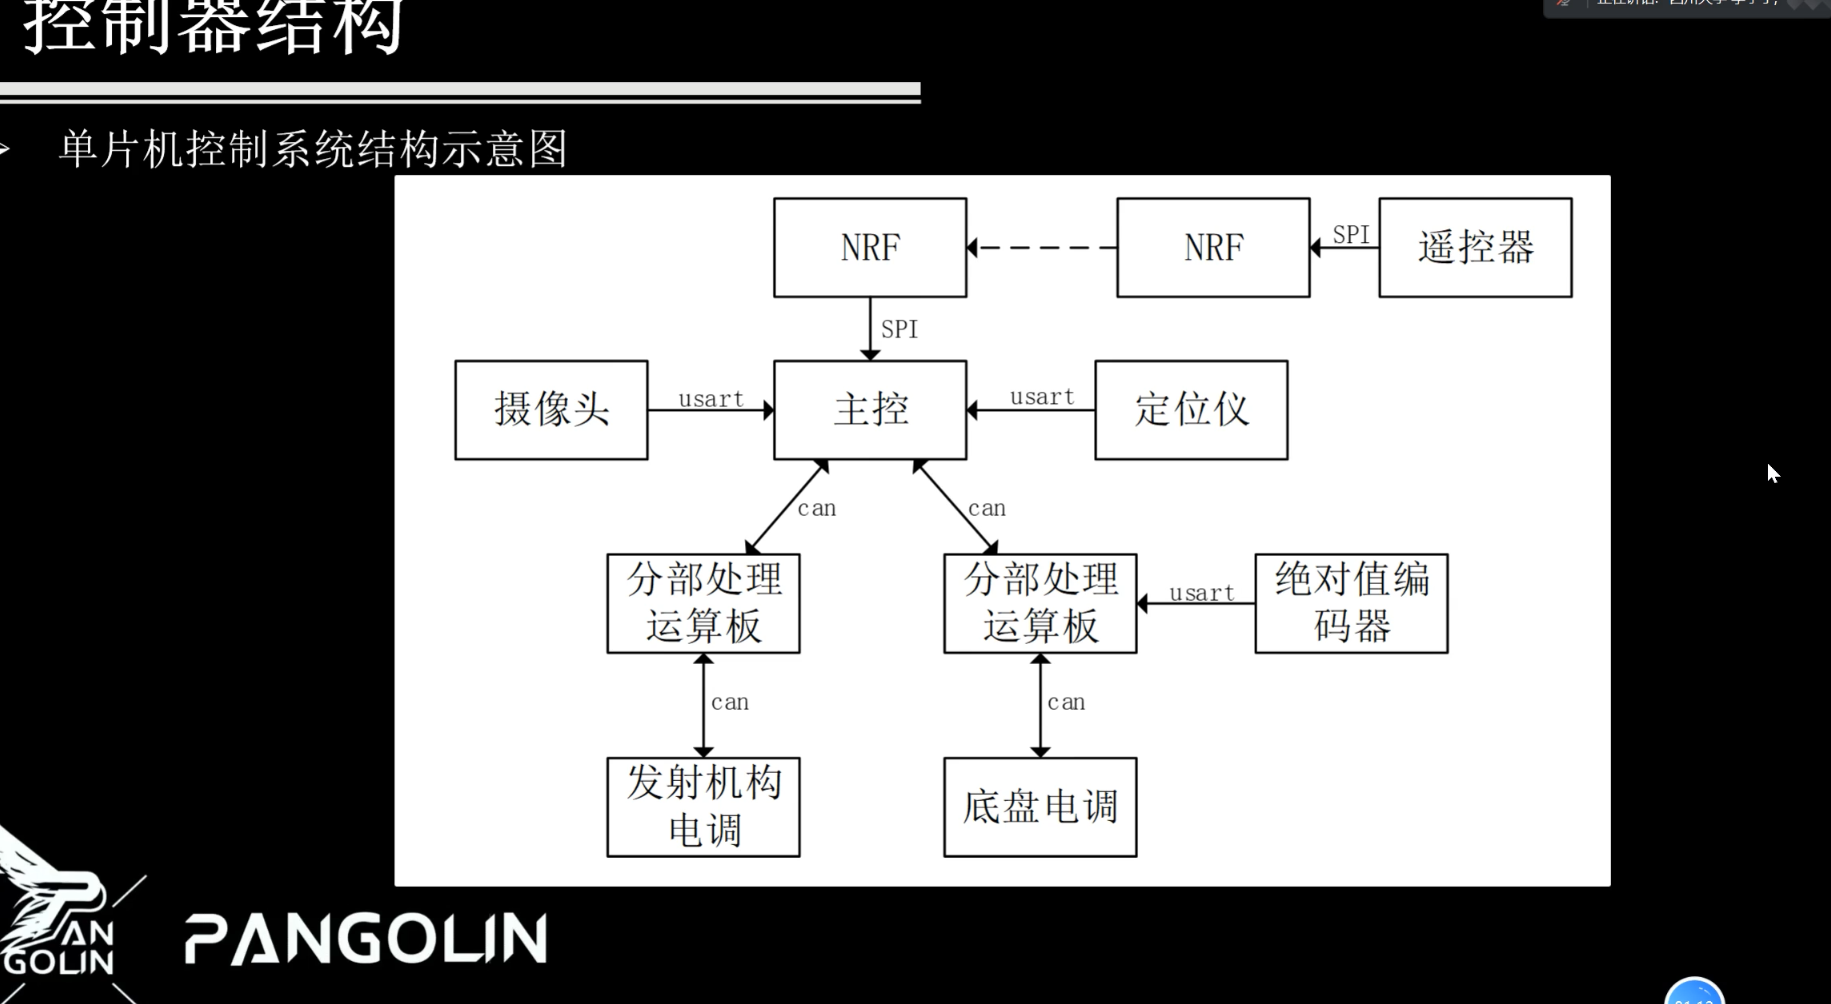 控制器结构
单片机控制系统结构示意图
NRF
NRF
SPI
遥控器
SPI
摄像头
usart
主控
usart
定位仪
can
can
分部处理
运算板
分部处理
运算板
usart
绝对值编
码器
can
can
发射机构
电调
底盘电调
PANGOLIN
PANGOLIN